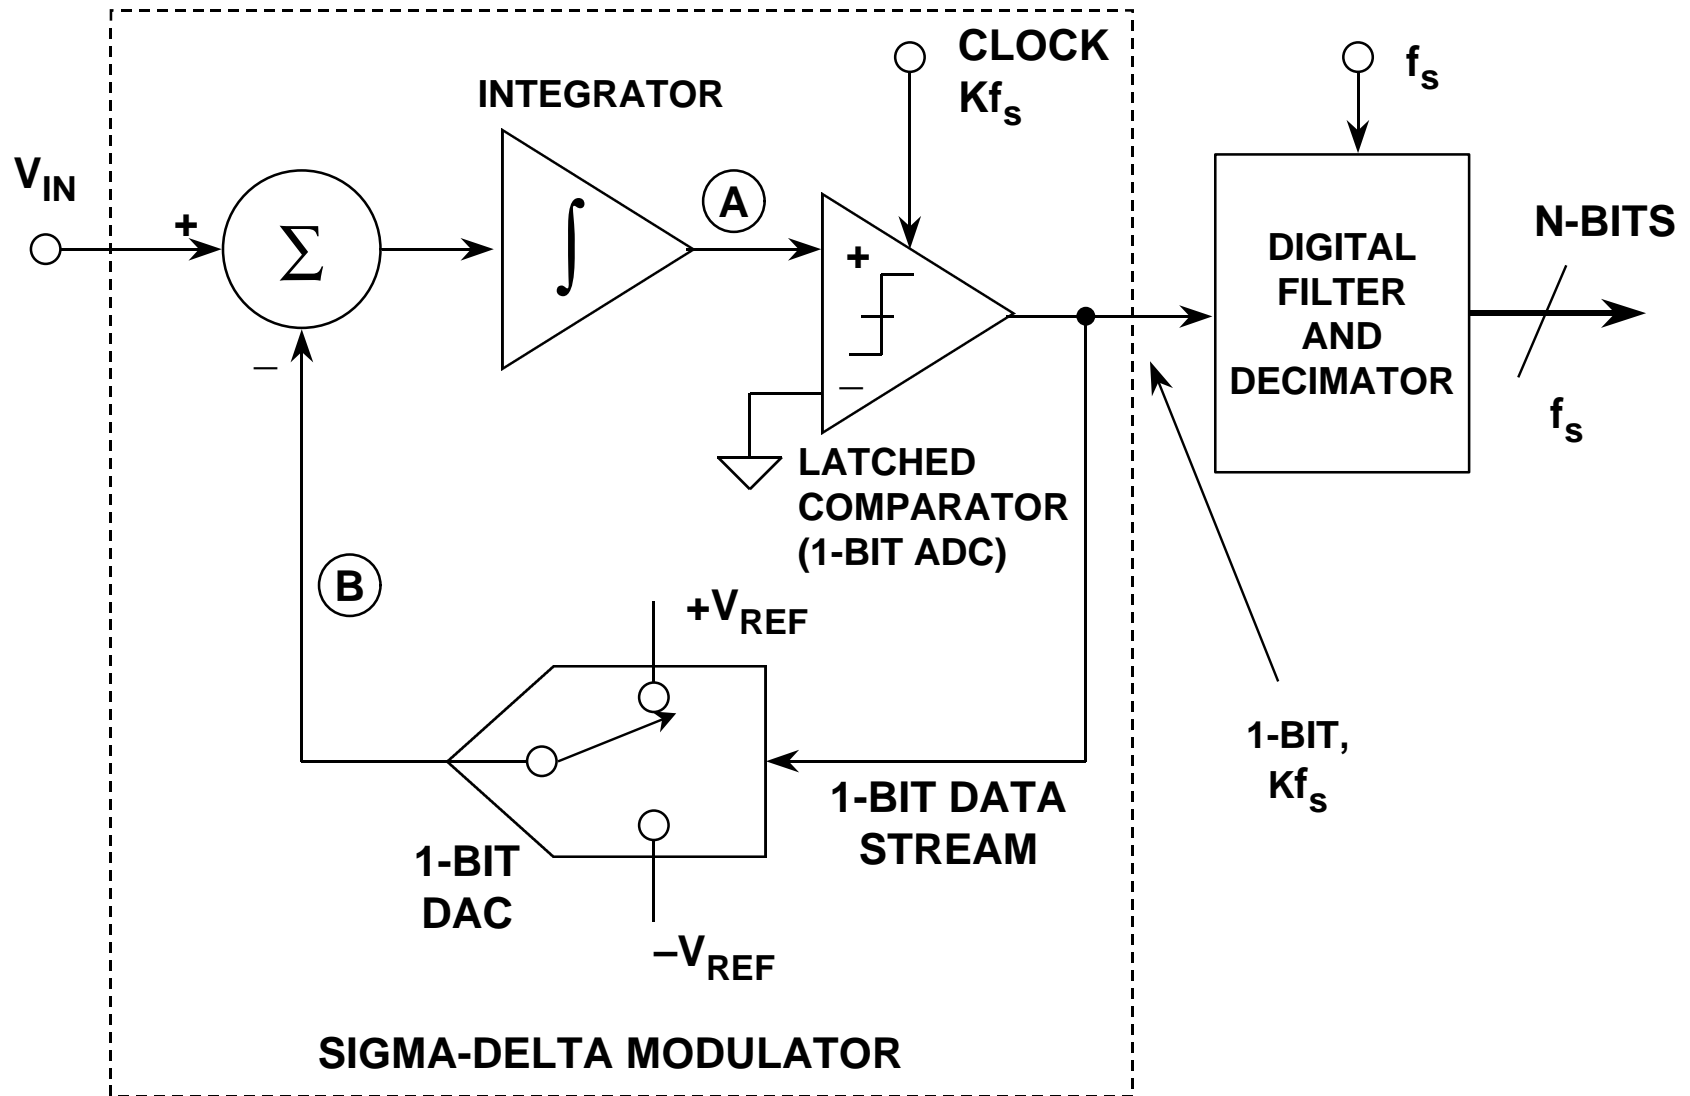 CLOCK
Kfs
fs
INTEGRATOR
VIN
+
Σ
∫
A
+
–
–
DIGITAL
FILTER
AND
DECIMATOR
N-BITS
fs
LATCHED
COMPARATOR
(1-BIT ADC)
B
+VREF
1-BIT DATA
STREAM
1-BIT,
Kfs
1-BIT
DAC
–VREF
SIGMA-DELTA MODULATOR